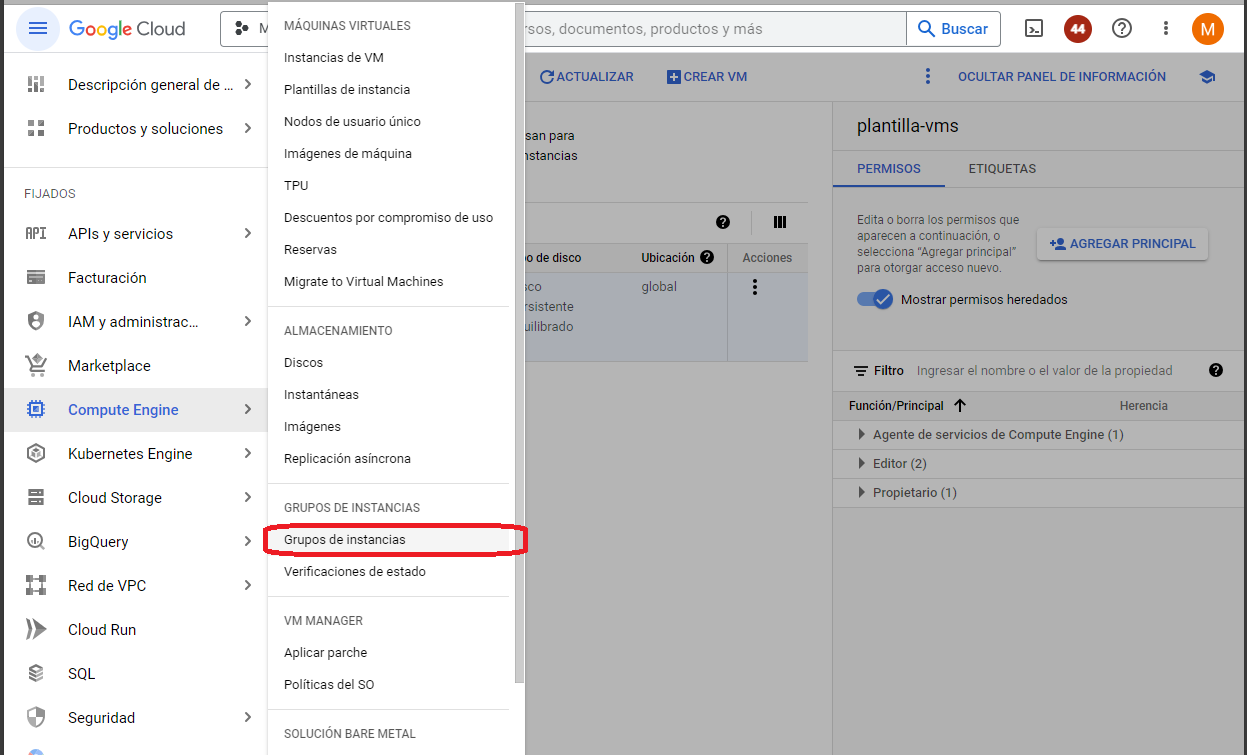 Google Cloud
M
rsos, documentos, productos y más
Buscar
44
M
Descripción general de ...
Productos y soluciones
FIJADOS
APIs y servicios
Facturación
IAM y administrac...
Marketplace
Compute Engine
Kubernetes Engine
Cloud Storage
BigQuery
Red de VPC
Cloud Run
SQL
Seguridad
MÁQUINAS VIRTUALES
Instancias de VM
Plantillas de instancia
Nodos de usuario único
Imágenes de máquina
TPU
Descuentos por compromiso de uso
Reservas
Migrate to Virtual Machines
ALMACENAMIENTO
Discos
Instantáneas
Imágenes
Replicación asíncrona
GRUPOS DE INSTANCIAS
Grupos de instancias
Verificaciones de estado
VM MANAGER
Aplicar parche
Políticas del SO
SOLUCIÓN BARE METAL
ACTUALIZAR
CREAR VM
OCULTAR PANEL DE INFORMACIÓN
san para
nstancias
po de disco
Ubicación
Acciones
sco
global
rsistente
uilibrado
plantilla-vms
PERMISOS
ETIQUETAS
Edita o borra los permisos que
aparecen a continuación, o
selecciona "Agregar principal"
para otorgar acceso nuevo.
AGREGAR PRINCIPAL
Mostrar permisos heredados
Filtro
Ingresar el nombre o el valor de la propiedad
Función/Principal
Herencia
Agente de servicios de Compute Engine (1)
Editor (2)
Propietario (1)